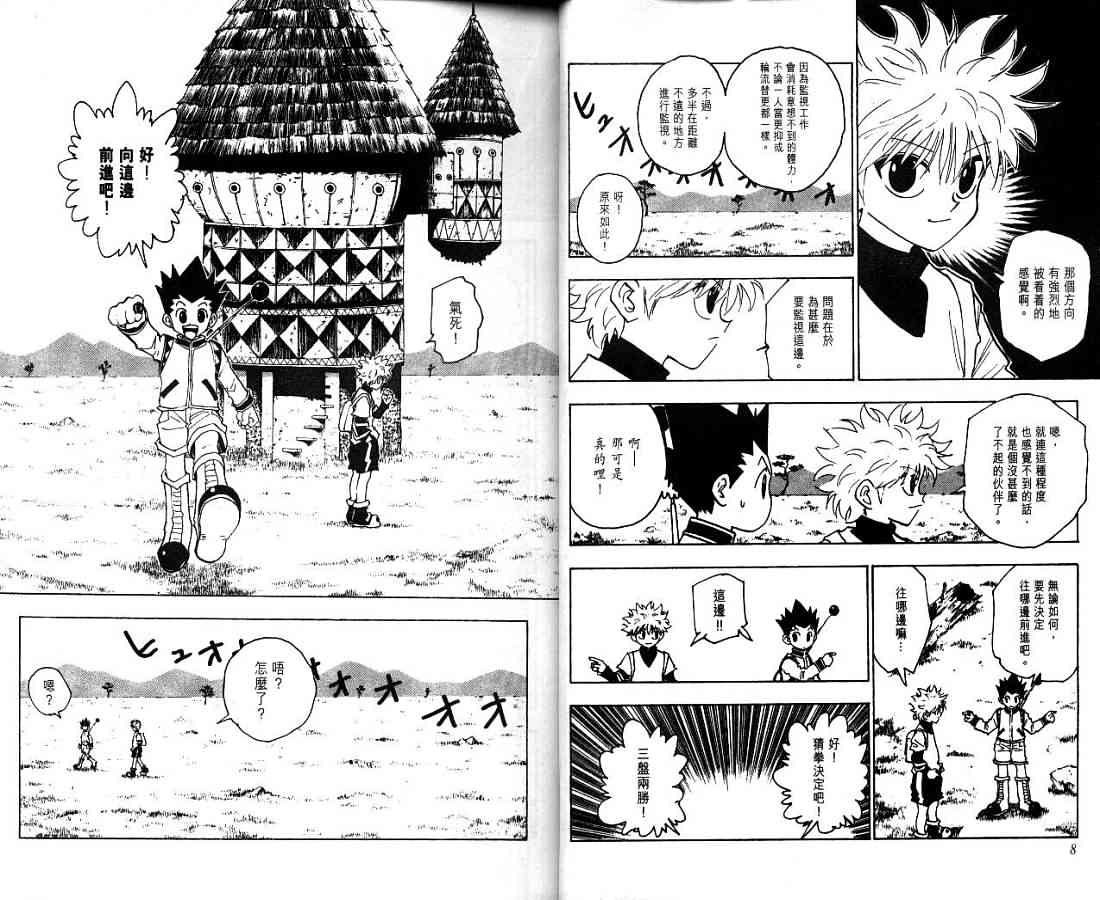 那個方向
有強烈地
被看着的
感覺啊。
因為監視工作
會消耗意想不到的體力，
不論一人當更抑或
輪流替更都一樣。
不過，
多半在距離
不遠的地方
進行監視。
呀！
原來如此！
ヒュオオオオオ
問題在於
為甚麼
要監視這邊。
嗯，
就連這種程度
也感覺不到的話，
就是個沒甚麼
了不起的伙伴了。
啊—
那可是
真的哩！
無論如何，
要先決定
往哪邊前進吧。
往哪邊嘛…
這邊!!
好！
猜拳決定吧！
三盤兩勝！
8
好！
向這邊
前進吧！
氣死！
ヒュオオオオオオ
唔？
怎麼了？
嗯？